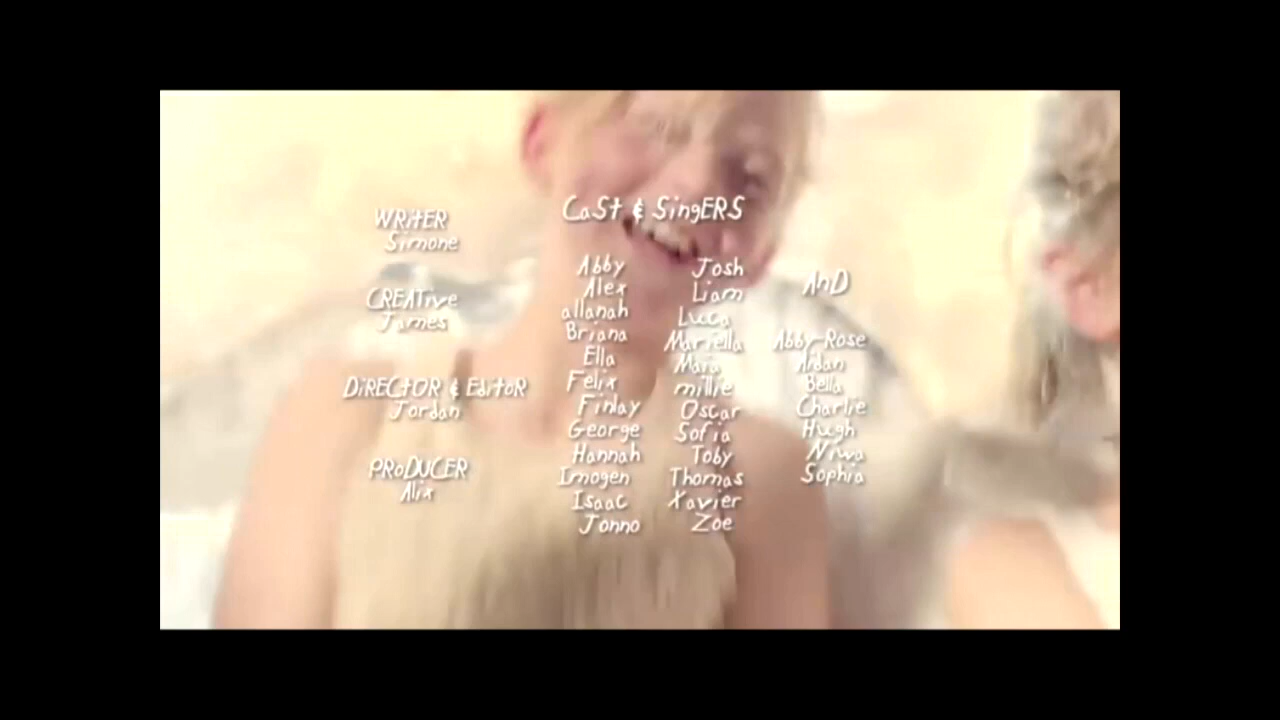 WRitER
Simone
CREATive
James
DiRECtOR & EditoR
Jordan
PRoDUCER
Alix
CaSt & SingERS
Abby
Alex
allanah
Briana
Ella
Felix
Finlay
George
Hannah
Imogen
Isaac
Jonno
Josh
Liam
Luca
Mariella
Maia
millie
Oscar
Sofia
Toby
Thomas
Xavier
Zoe
AnD
Abby-Rose
Aidan
Bella
Charlie
Hugh
Niwa
Sophia